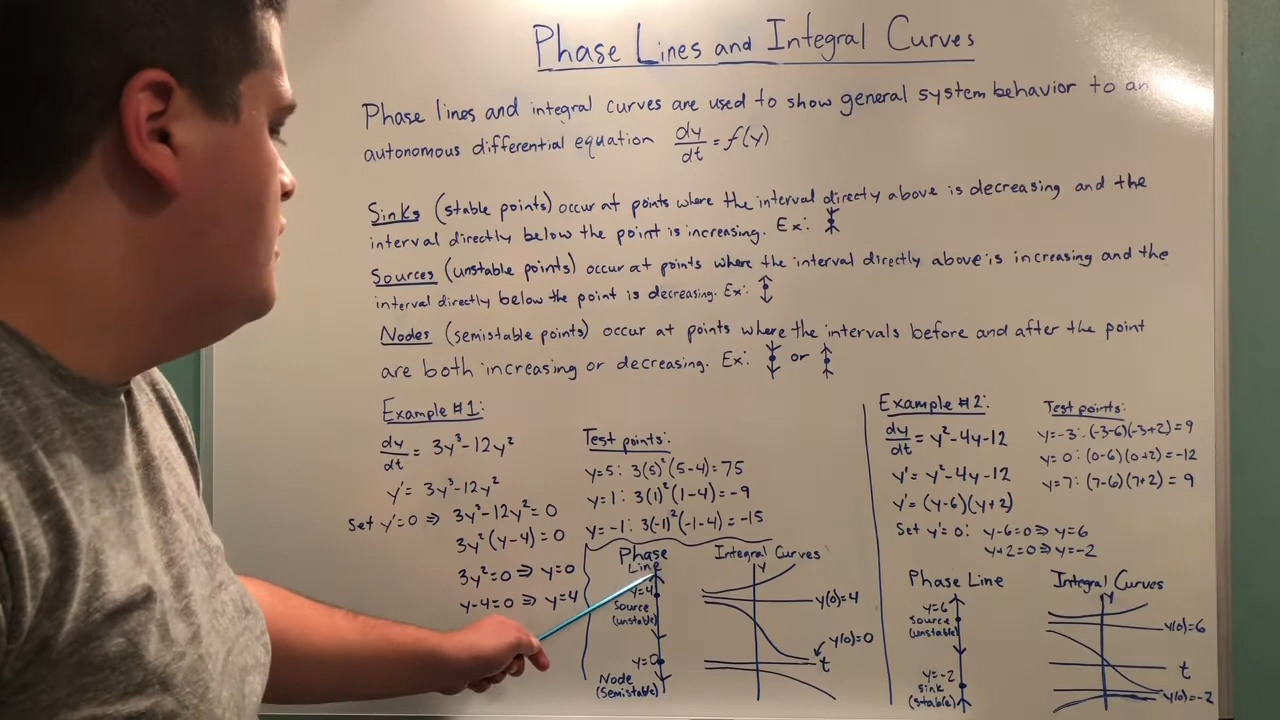 Phase Lines and Integral Curves
Phase lines and integral curves are used to show general system behavior to an
autonomous differential equation dy/dt = f(y)
Sinks (stable points) occur at points where the interval directly above is decreasing and the
interval directly below the point is increasing. Ex:
Sources (unstable points) occur at points where the interval directly above is increasing and the
interval directly below the point is decreasing. Ex:
Nodes (semistable points) occur at points where the intervals before and after the point
are both increasing or decreasing. Ex: or
Example #1:
dy/dt = 3y³-12y²
y'= 3y³-12y²
Set y'=0 ⇒ 3y³-12y²=0
3y²(y-4)=0
3y²=0 ⇒ y=0
y-4=0 ⇒ y=4
Test points:
y=5: 3(5)²(5-4)=75
y=1: 3(1)²(1-4)=-9
y=-1: 3(-1)²(-1-4)=-15
Phase
Line
y=4
Source
(unstable)
y=0
Node
(Semistable)
Integral Curves
y
y(0)=4
y(0)=0
t
Example #2:
dy/dt = y²-4y-12
y'= y²-4y-12
y'=(y-6)(y+2)
Set y'=0: y-6=0 ⇒ y=6
y+2=0 ⇒ y=-2
Test points:
y=-3: (-3-6)(-3+2)=9
y=0: (0-6)(0+2)=-12
y=7: (7-6)(7+2)=9
Phase Line
y=6
Source
(unstable)
y=-2
Sink
(stable)
Integral Curves
y
y(0)=6
t
y(0)=-2